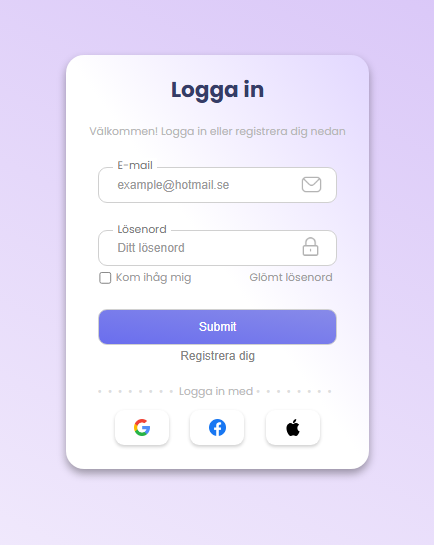 Logga in
Välkommen! Logga in eller registrera dig nedan
E-mail
example@hotmail.se
Lösenord
Ditt lösenord
Kom ihåg mig Glömt lösenord
Submit
Registrera dig
Logga in med